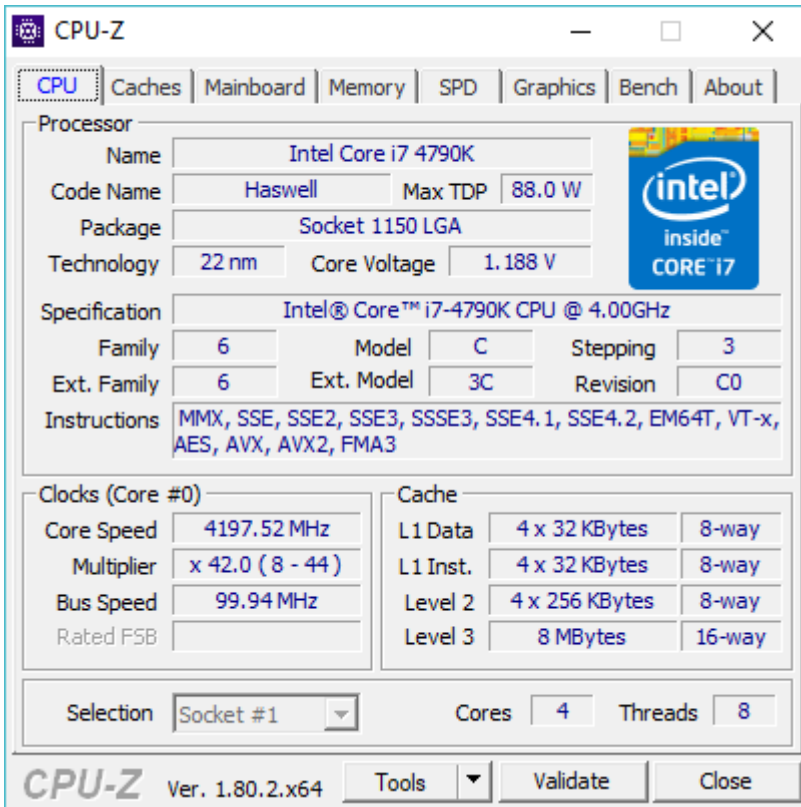 CPU-Z
CPU Caches Mainboard Memory SPD Graphics Bench About
Processor
Name Intel Core i7 4790K
Code Name Haswell Max TDP 88.0 W
Package Socket 1150 LGA
Technology 22 nm Core Voltage 1.188 V
intel
inside™
CORE™i7
Specification Intel® Core™ i7-4790K CPU @ 4.00GHz
Family 6 Model C Stepping 3
Ext. Family 6 Ext. Model 3C Revision C0
Instructions MMX, SSE, SSE2, SSE3, SSSE3, SSE4.1, SSE4.2, EM64T, VT-x,
AES, AVX, AVX2, FMA3
Clocks (Core #0)
Core Speed 4197.52 MHz
Multiplier x 42.0 ( 8 - 44 )
Bus Speed 99.94 MHz
Rated FSB
Cache
L1 Data 4 x 32 KBytes 8-way
L1 Inst. 4 x 32 KBytes 8-way
Level 2 4 x 256 KBytes 8-way
Level 3 8 MBytes 16-way
Selection Socket #1 Cores 4 Threads 8
CPU-Z Ver. 1.80.2.x64 Tools Validate Close